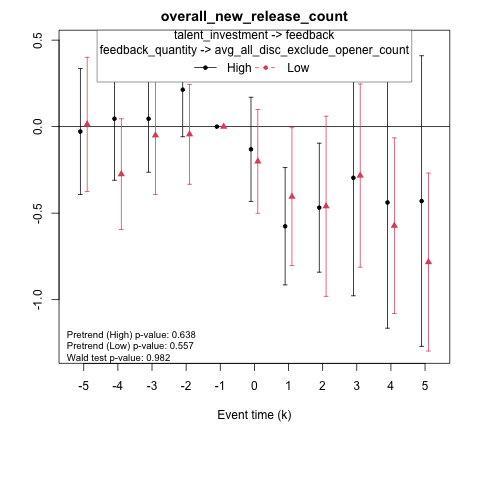 overall_new_release_count
talent_investment -> feedback
feedback_quantity -> avg_all_disc_exclude_opener_count
High Low
0.5
0.0
-0.5
-1.0
Pretrend (High) p-value: 0.638
Pretrend (Low) p-value: 0.557
Wald test p-value: 0.982
-5 -4 -3 -2 -1 0 1 2 3 4 5
Event time (k)